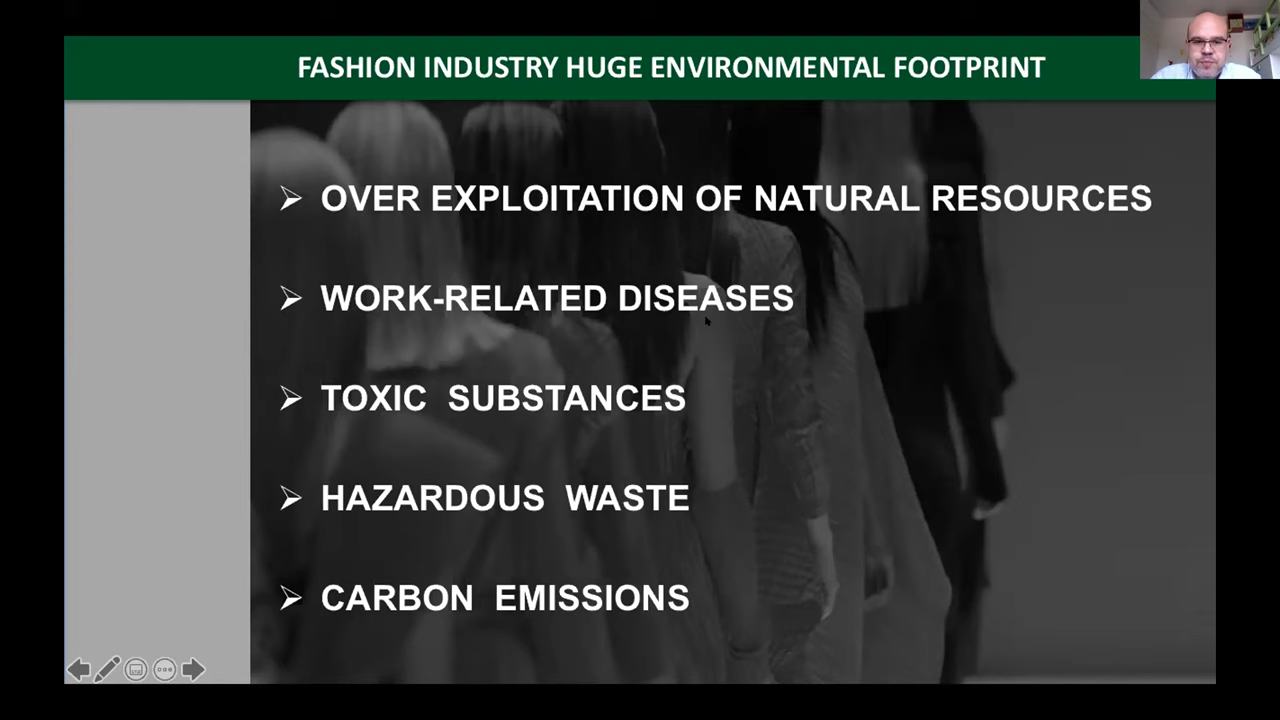 FASHION INDUSTRY HUGE ENVIRONMENTAL FOOTPRINT
OVER EXPLOITATION OF NATURAL RESOURCES
WORK-RELATED DISEASES
TOXIC SUBSTANCES
HAZARDOUS WASTE
CARBON EMISSIONS